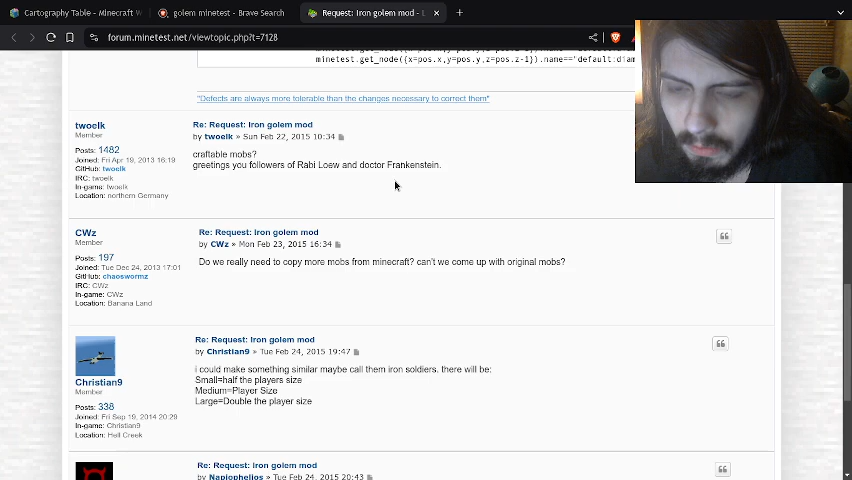 Cartography Table - Minecraft W
golem minetest - Brave Search
Request: Iron golem mod - L
forum.minetest.net/viewtopic.php?t=7128
minetest.get_node({x=pos.x,y=pos.y,z=pos.z-1}).name=='default:diam
"Defects are always more tolerable than the changes necessary to correct them"
twoelk
Member
Posts: 1482
Joined: Fri Apr 19, 2013 16:19
GitHub: twoelk
IRC: twoelk
In-game: twoelk
Location: northern Germany
Re: Request: Iron golem mod
by twoelk » Sun Feb 22, 2015 10:34
craftable mobs?
greetings you followers of Rabi Loew and doctor Frankenstein.
CWz
Member
Posts: 197
Joined: Tue Dec 24, 2013 17:01
GitHub: chaoswormz
IRC: CWz
In-game: CWz
Location: Banana Land
Re: Request: Iron golem mod
by CWz » Mon Feb 23, 2015 16:34
Do we really need to copy more mobs from minecraft? can't we come up with original mobs?
Christian9
Member
Posts: 338
Joined: Fri Sep 19, 2014 20:29
In-game: Christian9
Location: Hell Creek
Re: Request: Iron golem mod
by Christian9 » Tue Feb 24, 2015 19:47
i could make something similar maybe call them iron soldiers. there will be:
Small=half the players size
Medium=Player Size
Large=Double the player size
Re: Request: Iron golem mod
by Napiophelios » Tue Feb 24, 2015 20:43